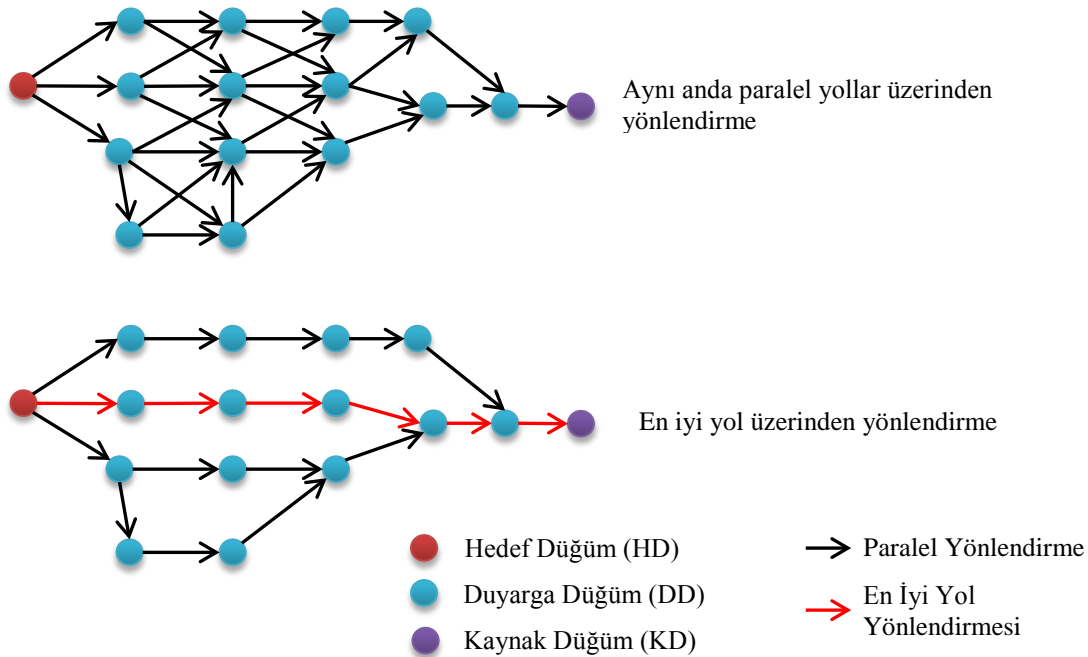 Aynı anda paralel yollar üzerinden
yönlendirme
En iyi yol üzerinden yönlendirme
Hedef Düğüm (HD)
Duyarga Düğüm (DD)
Kaynak Düğüm (KD)
Paralel Yönlendirme
En İyi Yol
Yönlendirmesi